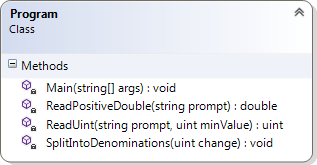 Program
Class
Methods
Main(string[] args) : void
ReadPositiveDouble(string prompt) : double
ReadUint(string prompt, uint minValue) : uint
SplitIntoDenominations(uint change) : void